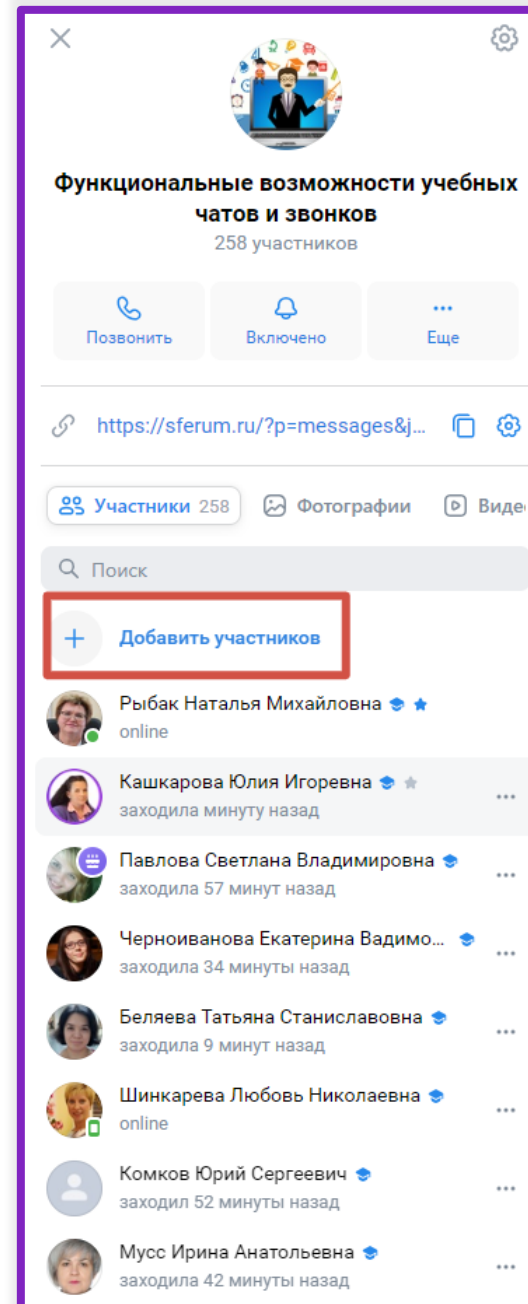 Функциональные возможности учебных
чатов и звонков
258 участников
Позвонить Включено Еще
https://sferum.ru/?p=messages&j...
Участники 258 Фотографии Виде
Поиск
Добавить участников
Рыбак Наталья Михайловна
online
Кашкарова Юлия Игоревна
заходила минуту назад
Павлова Светлана Владимировна
заходила 57 минут назад
Черноиванова Екатерина Вадимо...
заходила 34 минуты назад
Беляева Татьяна Станиславовна
заходила 9 минут назад
Шинкарева Любовь Николаевна
online
Комков Юрий Сергеевич
заходил 52 минуты назад
Мусс Ирина Анатольевна
заходила 42 минуты назад